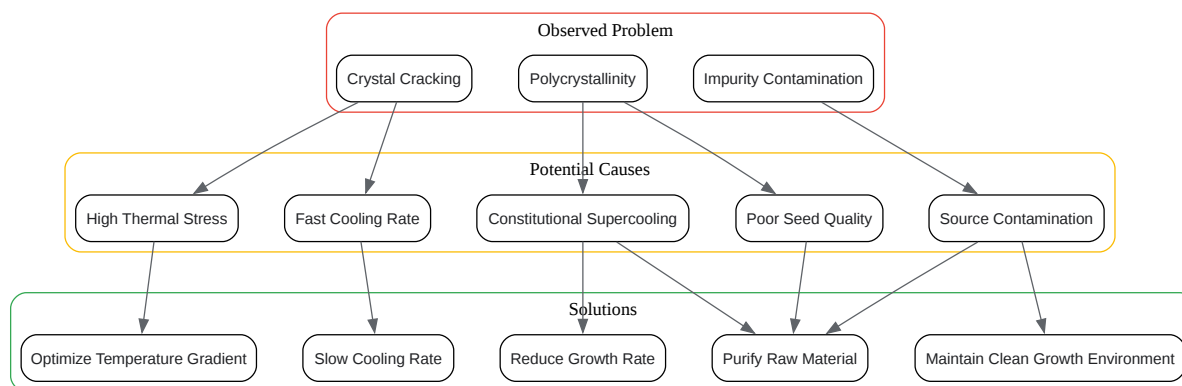 Observed Problem
Crystal Cracking
Polycrystallinity
Impurity Contamination
Potential Causes
High Thermal Stress
Fast Cooling Rate
Constitutional Supercooling
Poor Seed Quality
Source Contamination
Solutions
Optimize Temperature Gradient
Slow Cooling Rate
Reduce Growth Rate
Purify Raw Material
Maintain Clean Growth Environment